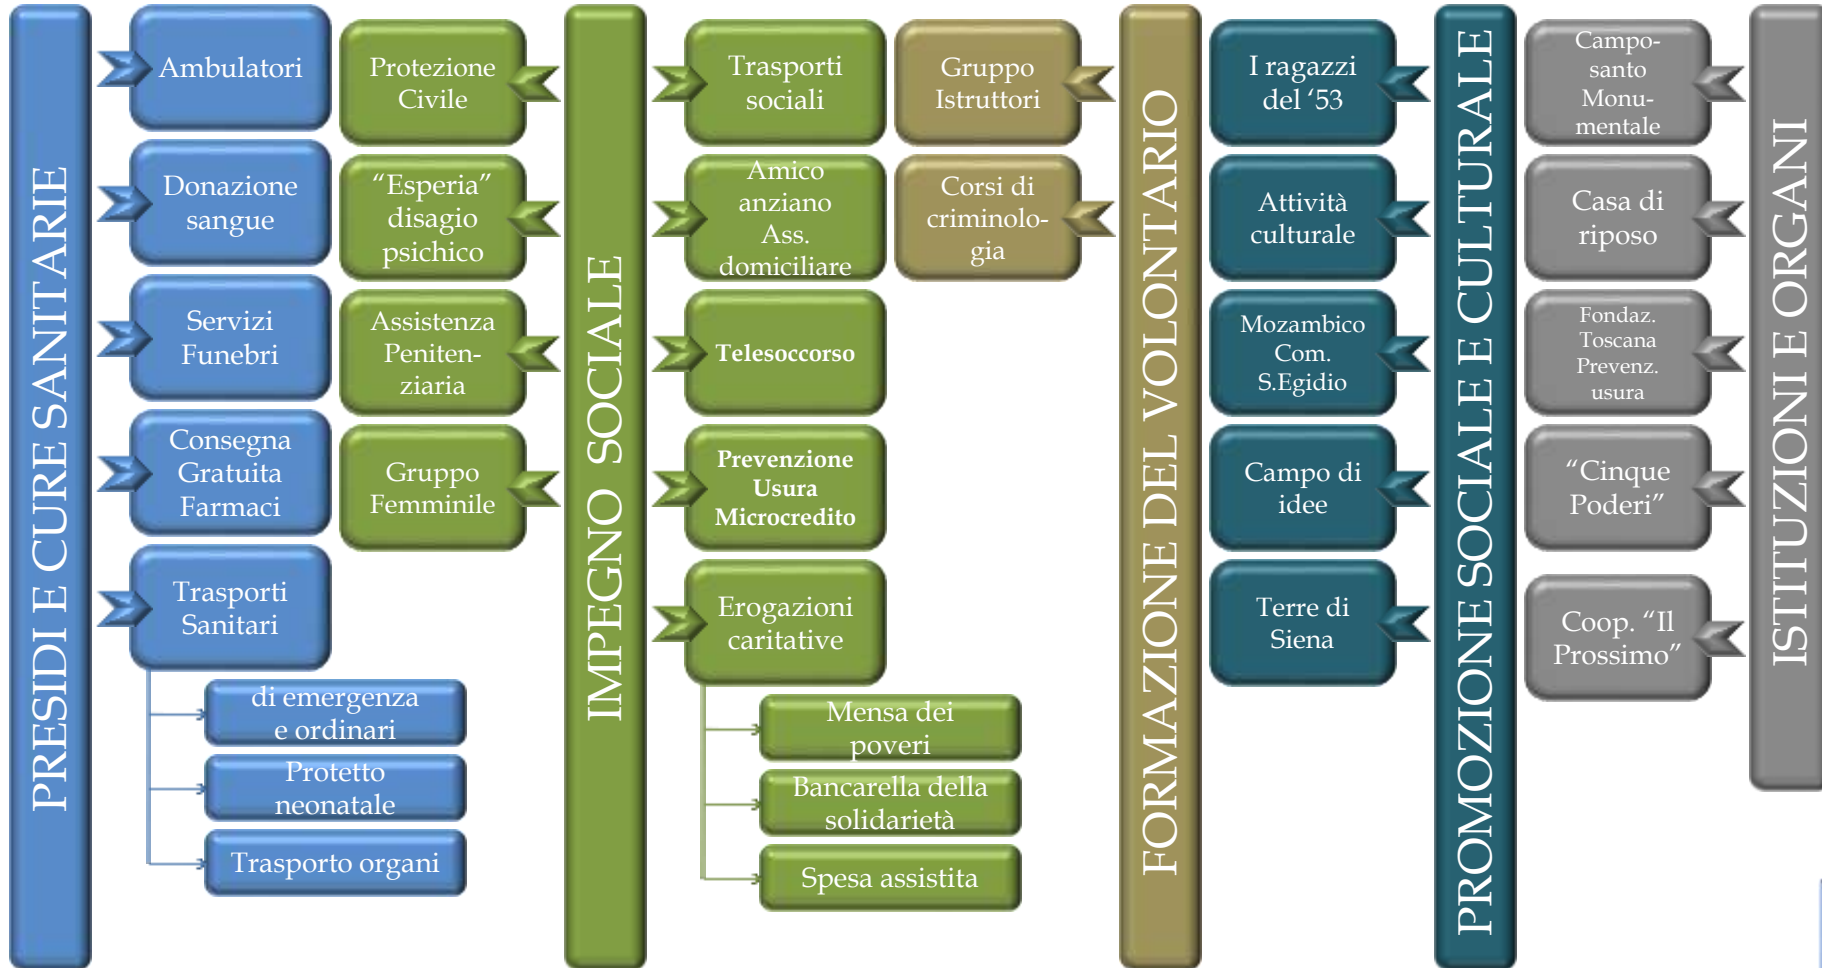 PRESIDI E CURE SANITARIE
Ambulatori
Donazione
sangue
Servizi
Funebri
Consegna
Gratuita
Farmaci
Trasporti
Sanitari
di emergenza
e ordinari
Protetto
neonatale
Trasporto organi
Protezione
Civile
“Esperia”
disagio
psichico
Assistenza
Peniten-
ziaria
Gruppo
Femminile
IMPEGNO SOCIALE
Trasporti
sociali
Amico
anziano
Ass.
domiciliare
Telesoccorso
Prevenzione
Usura
Microcredito
Erogazioni
caritative
Mensa dei
poveri
Bancarella della
solidarietà
Spesa assistita
Gruppo
Istruttori
Corsi di
criminolo-
gia
FORMAZIONE DEL VOLONTARIO
I ragazzi
del ‘53
Attività
culturale
Mozambico
Com.
S.Egidio
Campo di
idee
Terre di
Siena
PROMOZIONE SOCIALE E CULTURALE
Campo-
santo
Monu-
mentale
Casa di
riposo
Fondaz.
Toscana
Prevenz.
usura
“Cinque
Poderi”
Coop. “Il
Prossimo”
ISTITUZIONI E ORGANI